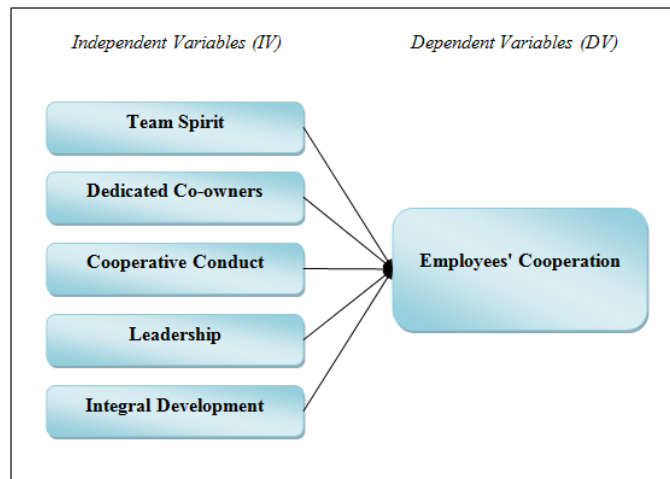 Independent Variables (IV)
Dependent Variables (DV)
Team Spirit
Dedicated Co-owners
Cooperative Conduct
Leadership
Integral Development
Employees' Cooperation